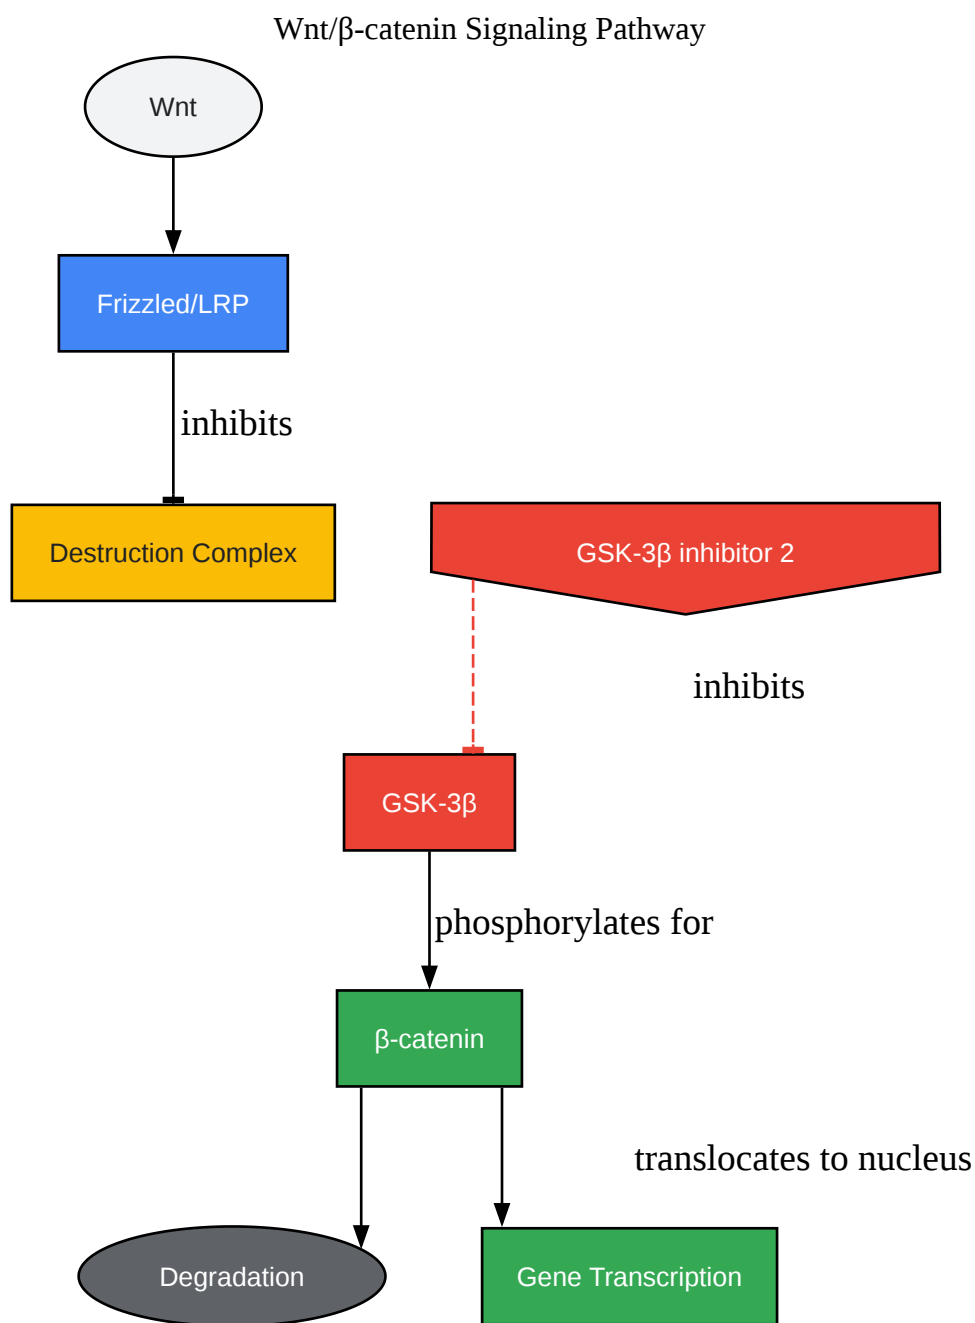 Wnt/β-catenin Signaling Pathway
Wnt
Frizzled/LRP
inhibits
Destruction Complex
GSK-3β inhibitor 2
inhibits
GSK-3β
phosphorylates for
β-catenin
translocates to nucleus
Degradation
Gene Transcription